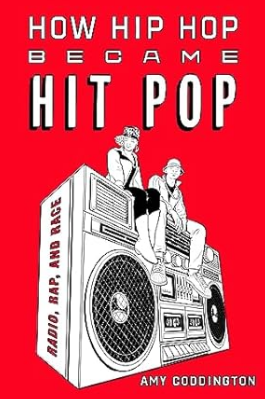 HOW HIP HOP
BECAME
HIT POP
RADIO, RAP, AND RACE
AMY CODDINGTON